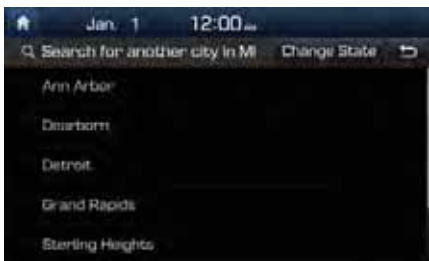 Jan. 1 12:00 AM
Search for another city in MI Change State
Ann Arbor
Dearborn
Detroit
Grand Rapids
Sterling Heights